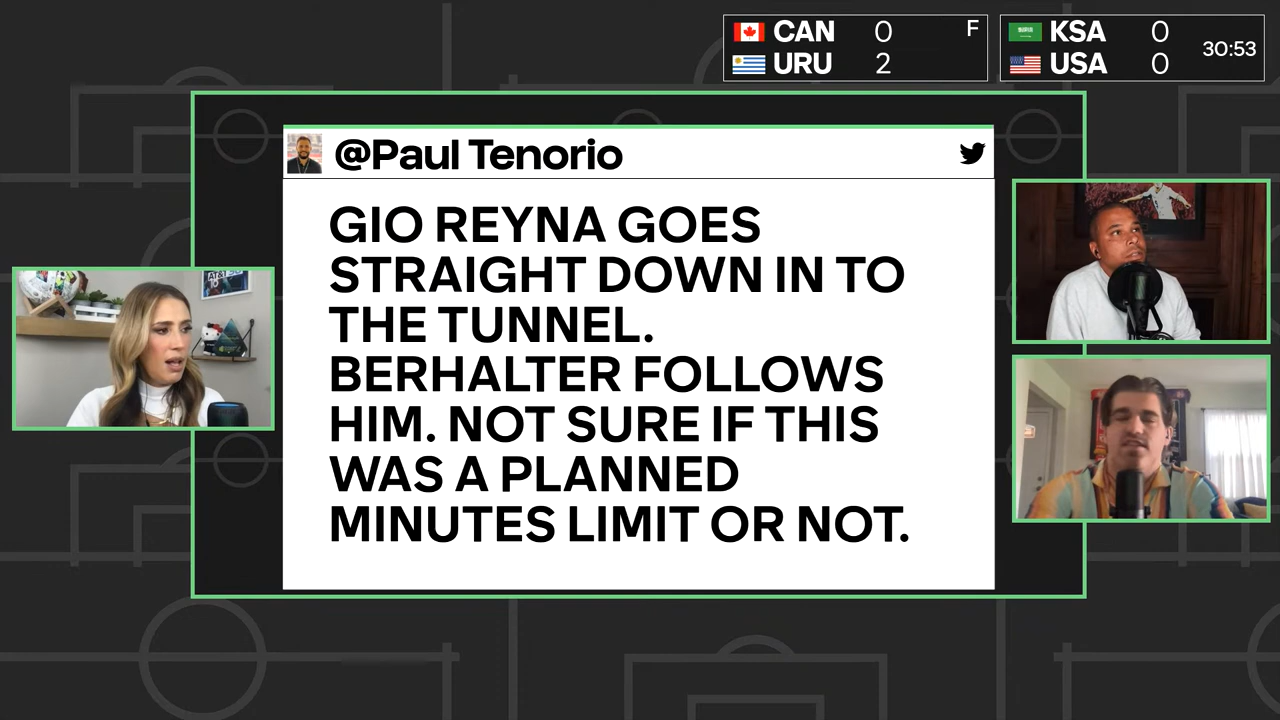 CAN 0 F
URU 2
KSA 0 30:53
USA 0
@Paul Tenorio
GIO REYNA GOES
STRAIGHT DOWN IN TO
THE TUNNEL.
BERHALTER FOLLOWS
HIM. NOT SURE IF THIS
WAS A PLANNED
MINUTES LIMIT OR NOT.
AT&T